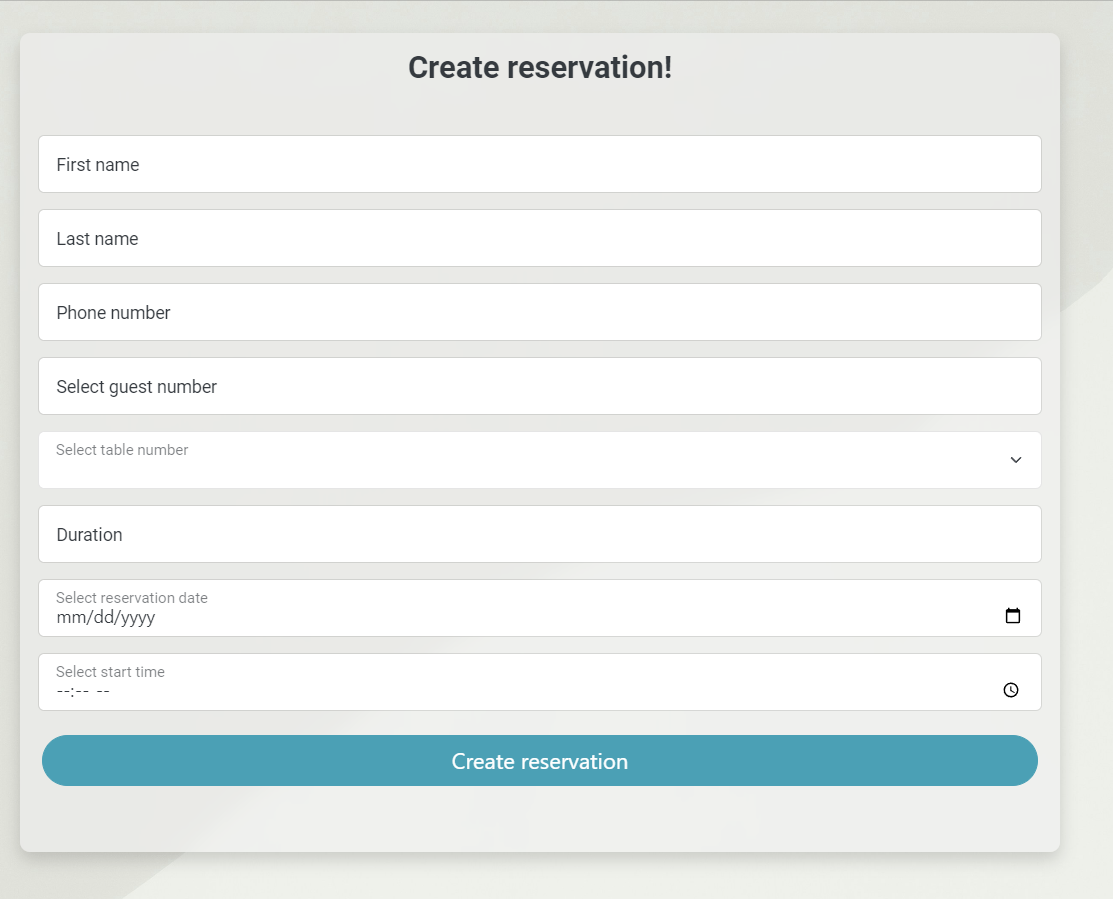 Create reservation!
First name
Last name
Phone number
Select guest number
Select table number
Duration
Select reservation date
mm/dd/yyyy
Select start time
--:-- --
Create reservation